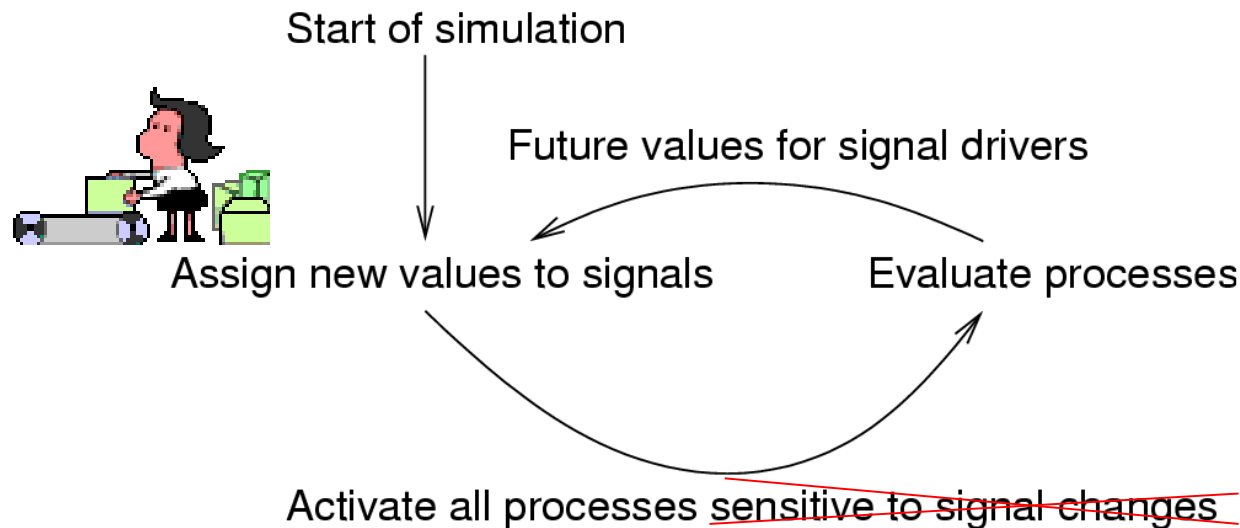 Start of simulation
Future values for signal drivers
Assign new values to signals
Evaluate processes
Activate all processes sensitive to signal changes